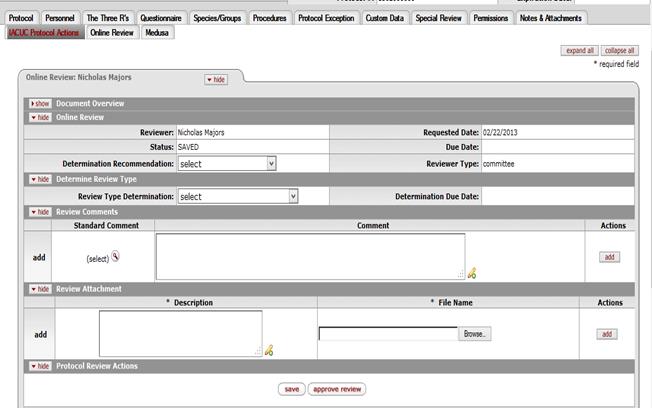 Protocol Personnel The Three R's Questionnaire Species/Groups Procedures Protocol Exception Custom Data Special Review Permissions Notes & Attachments
IACUC Protocol Actions Online Review Medusa
expand all collapse all
* required field
Online Review: Nicholas Majors hide
show Document Overview
hide Online Review
Reviewer: Nicholas Majors Requested Date: 02/22/2013
Status: SAVED Due Date:
Determination Recommendation: select Reviewer Type: committee
hide Determine Review Type
Review Type Determination: select Determination Due Date:
hide Review Comments
Standard Comment Comment Actions
add (select) add
hide Review Attachment
* Description * File Name Actions
add Browse... add
hide Protocol Review Actions
save approve review